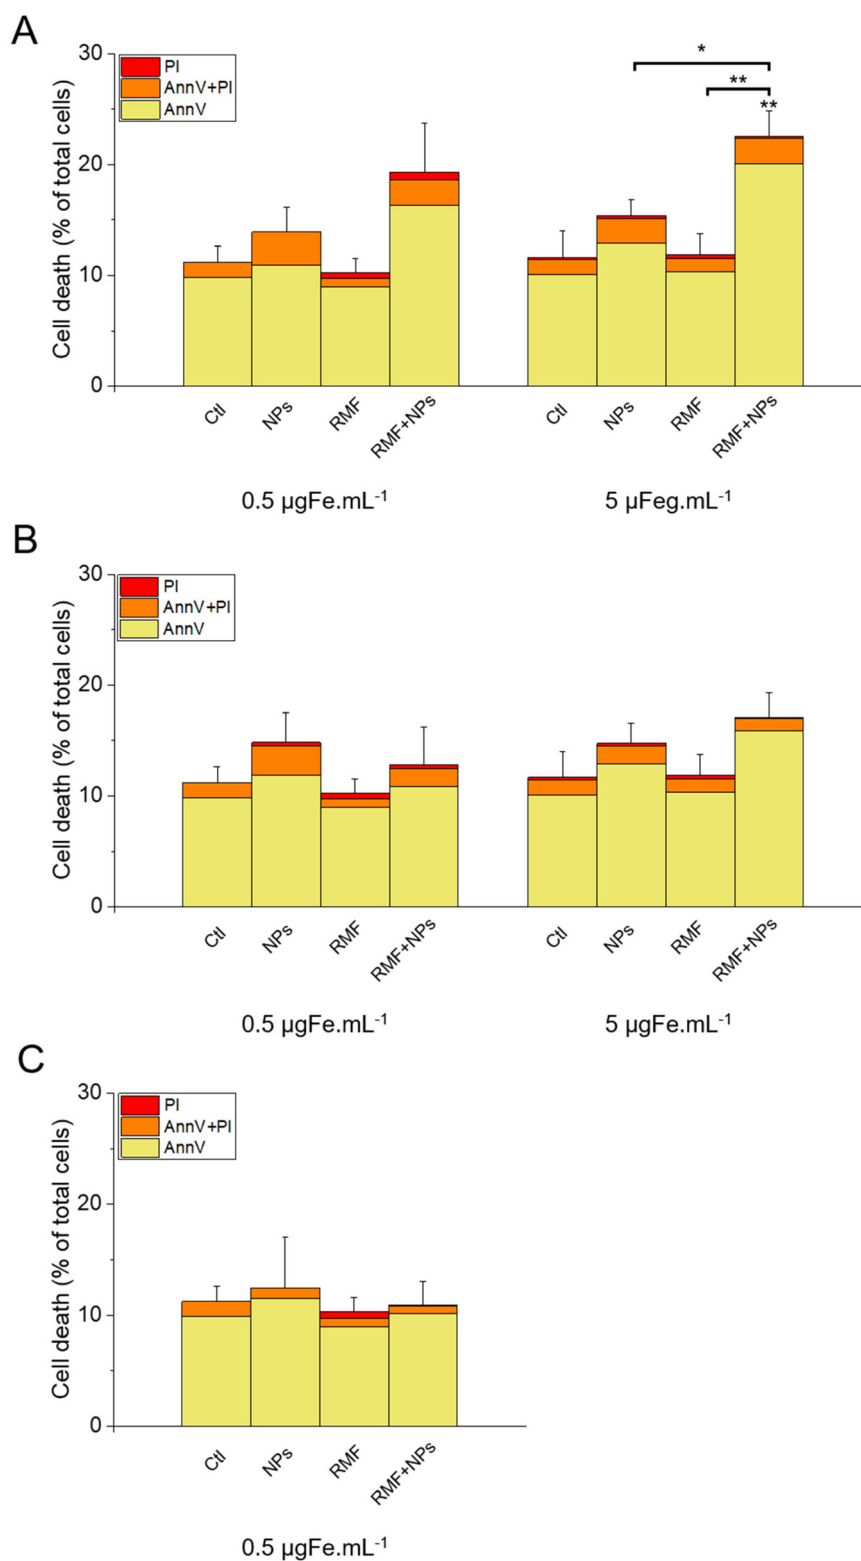 A
Cell death (% of total cells)
30
20
10
0
PI
AnnV+PI
AnnV
*
**
**
Ctl NPs RMF RMF+NPs Ctl NPs RMF RMF+NPs
0.5 µgFe.mL⁻¹ 5 µFeg.mL⁻¹
B
Cell death (% of total cells)
30
20
10
0
PI
AnnV+PI
AnnV
Ctl NPs RMF RMF+NPs Ctl NPs RMF RMF+NPs
0.5 µgFe.mL⁻¹ 5 µgFe.mL⁻¹
C
Cell death (% of total cells)
30
20
10
0
PI
AnnV+PI
AnnV
Ctl NPs RMF RMF+NPs
0.5 µgFe.mL⁻¹